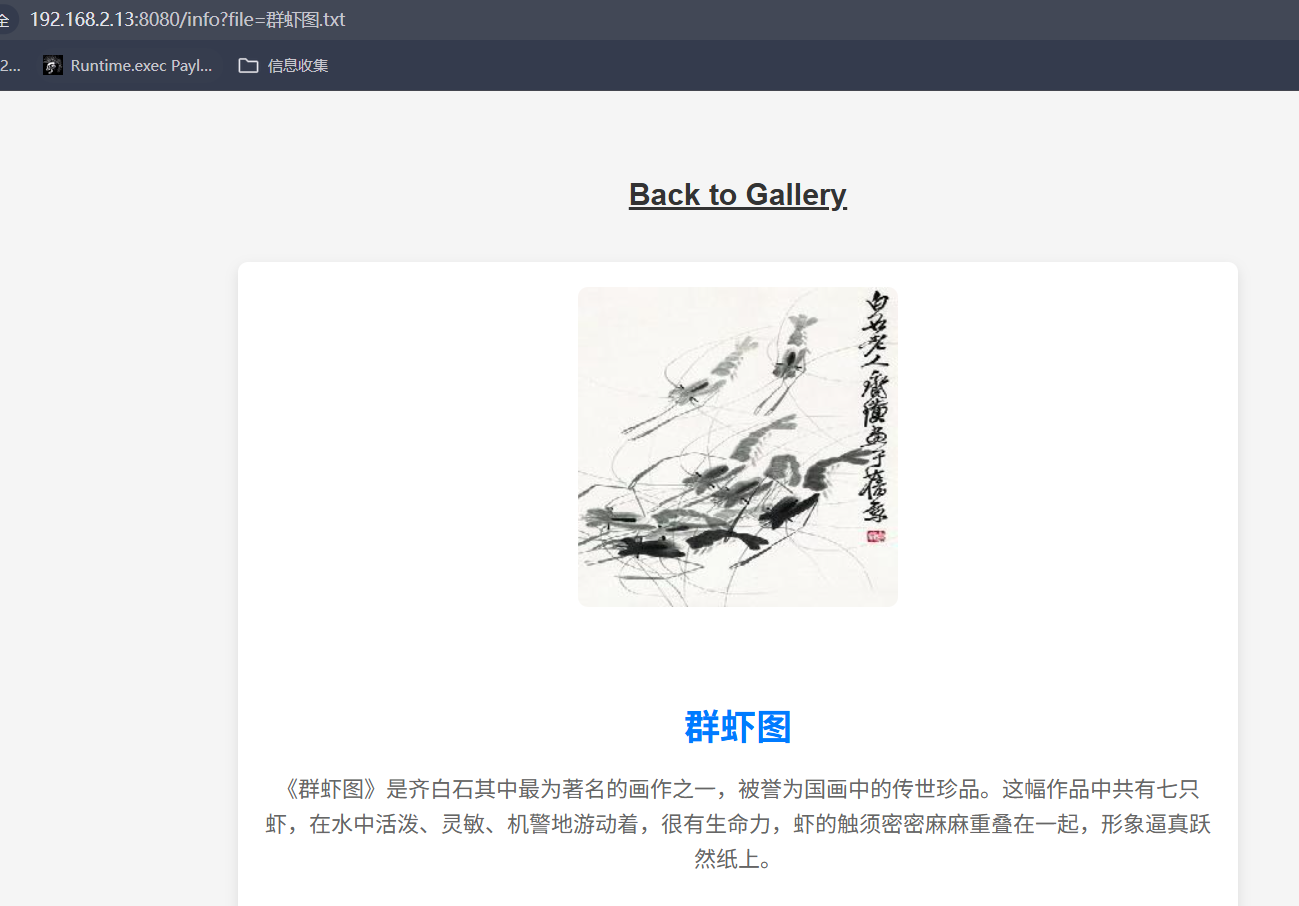 全
192.168.2.13:8080/info?file=群虾图.txt
2...
Runtime.exec Payl...
信息收集
Back to Gallery
白石老人齐璜画于旧京
群虾图
《群虾图》是齐白石其中最为著名的画作之一，被誉为国画中的传世珍品。这幅作品中共有七只
虾，在水中活泼、灵敏、机警地游动着，很有生命力，虾的触须密密麻麻重叠在一起，形象逼真跃
然纸上。